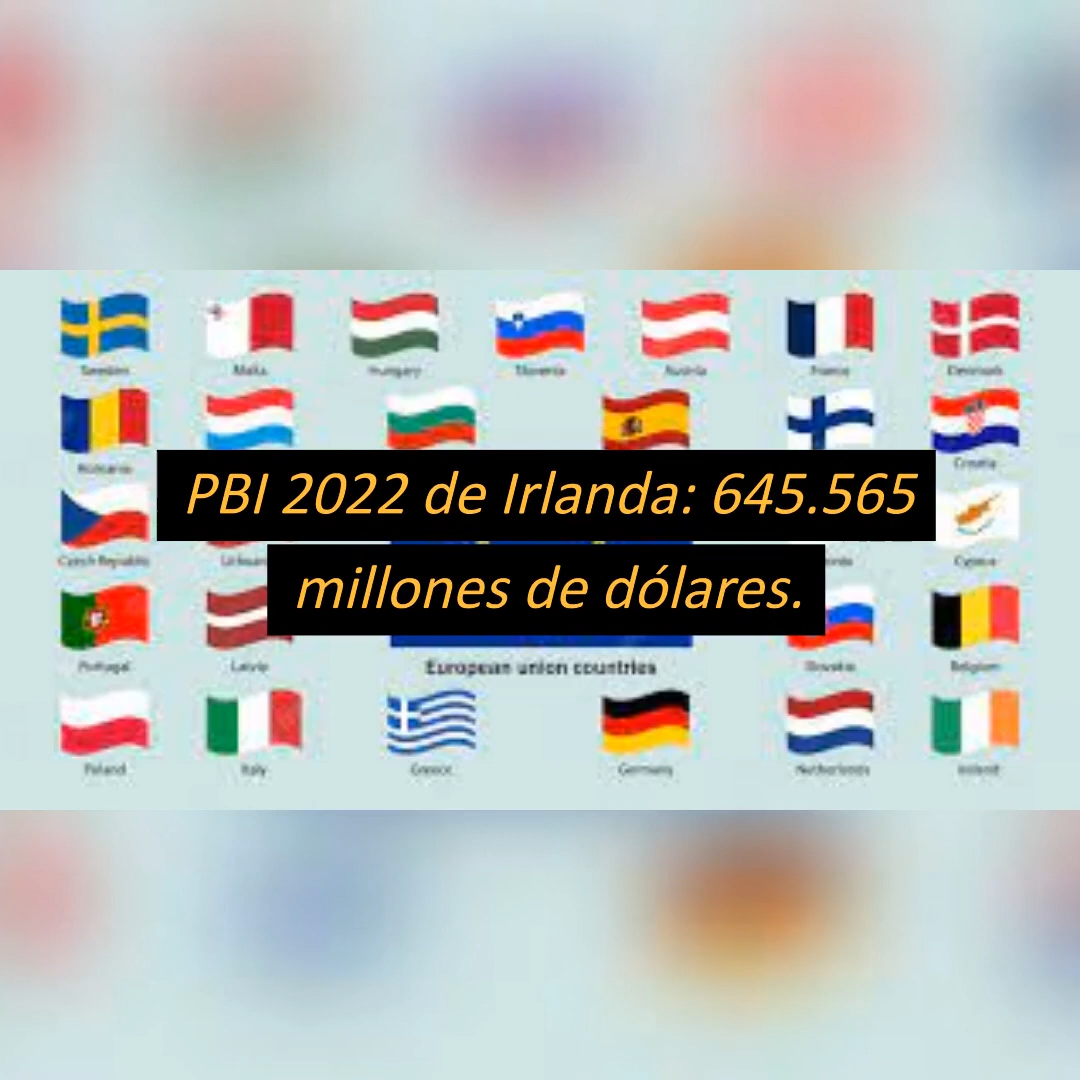 Sweden Malta Hungary Slovenia Austria France Denmark
Romania Croatia
PBI 2022 de Irlanda: 645.565
Czech Republic Cyprus
millones de dólares.
Portugal Latvia European union countries Slovakia Belgium
Poland Italy Greece Germany Netherlands Ireland